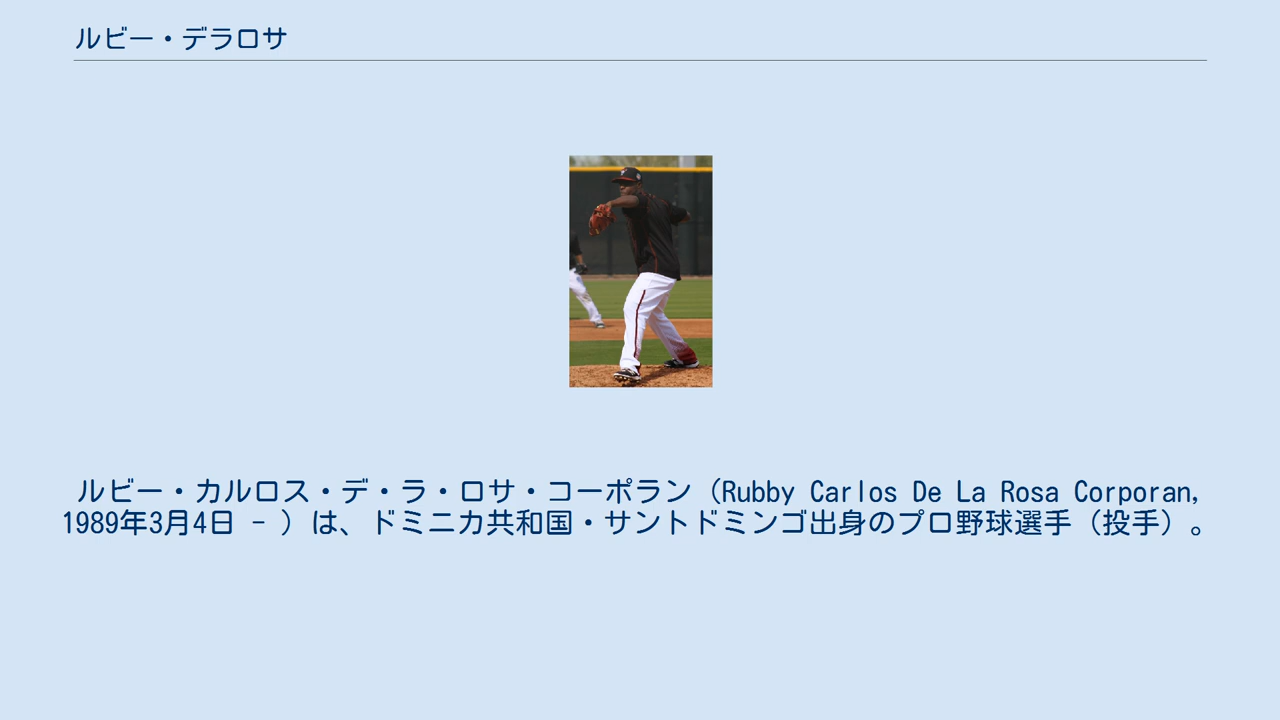 ルビー・デラロサ
ルビー・カルロス・デ・ラ・ロサ・コーポラン（Rubby Carlos De La Rosa Corporan,
1989年3月4日 - ）は、ドミニカ共和国・サントドミンゴ出身のプロ野球選手（投手）。